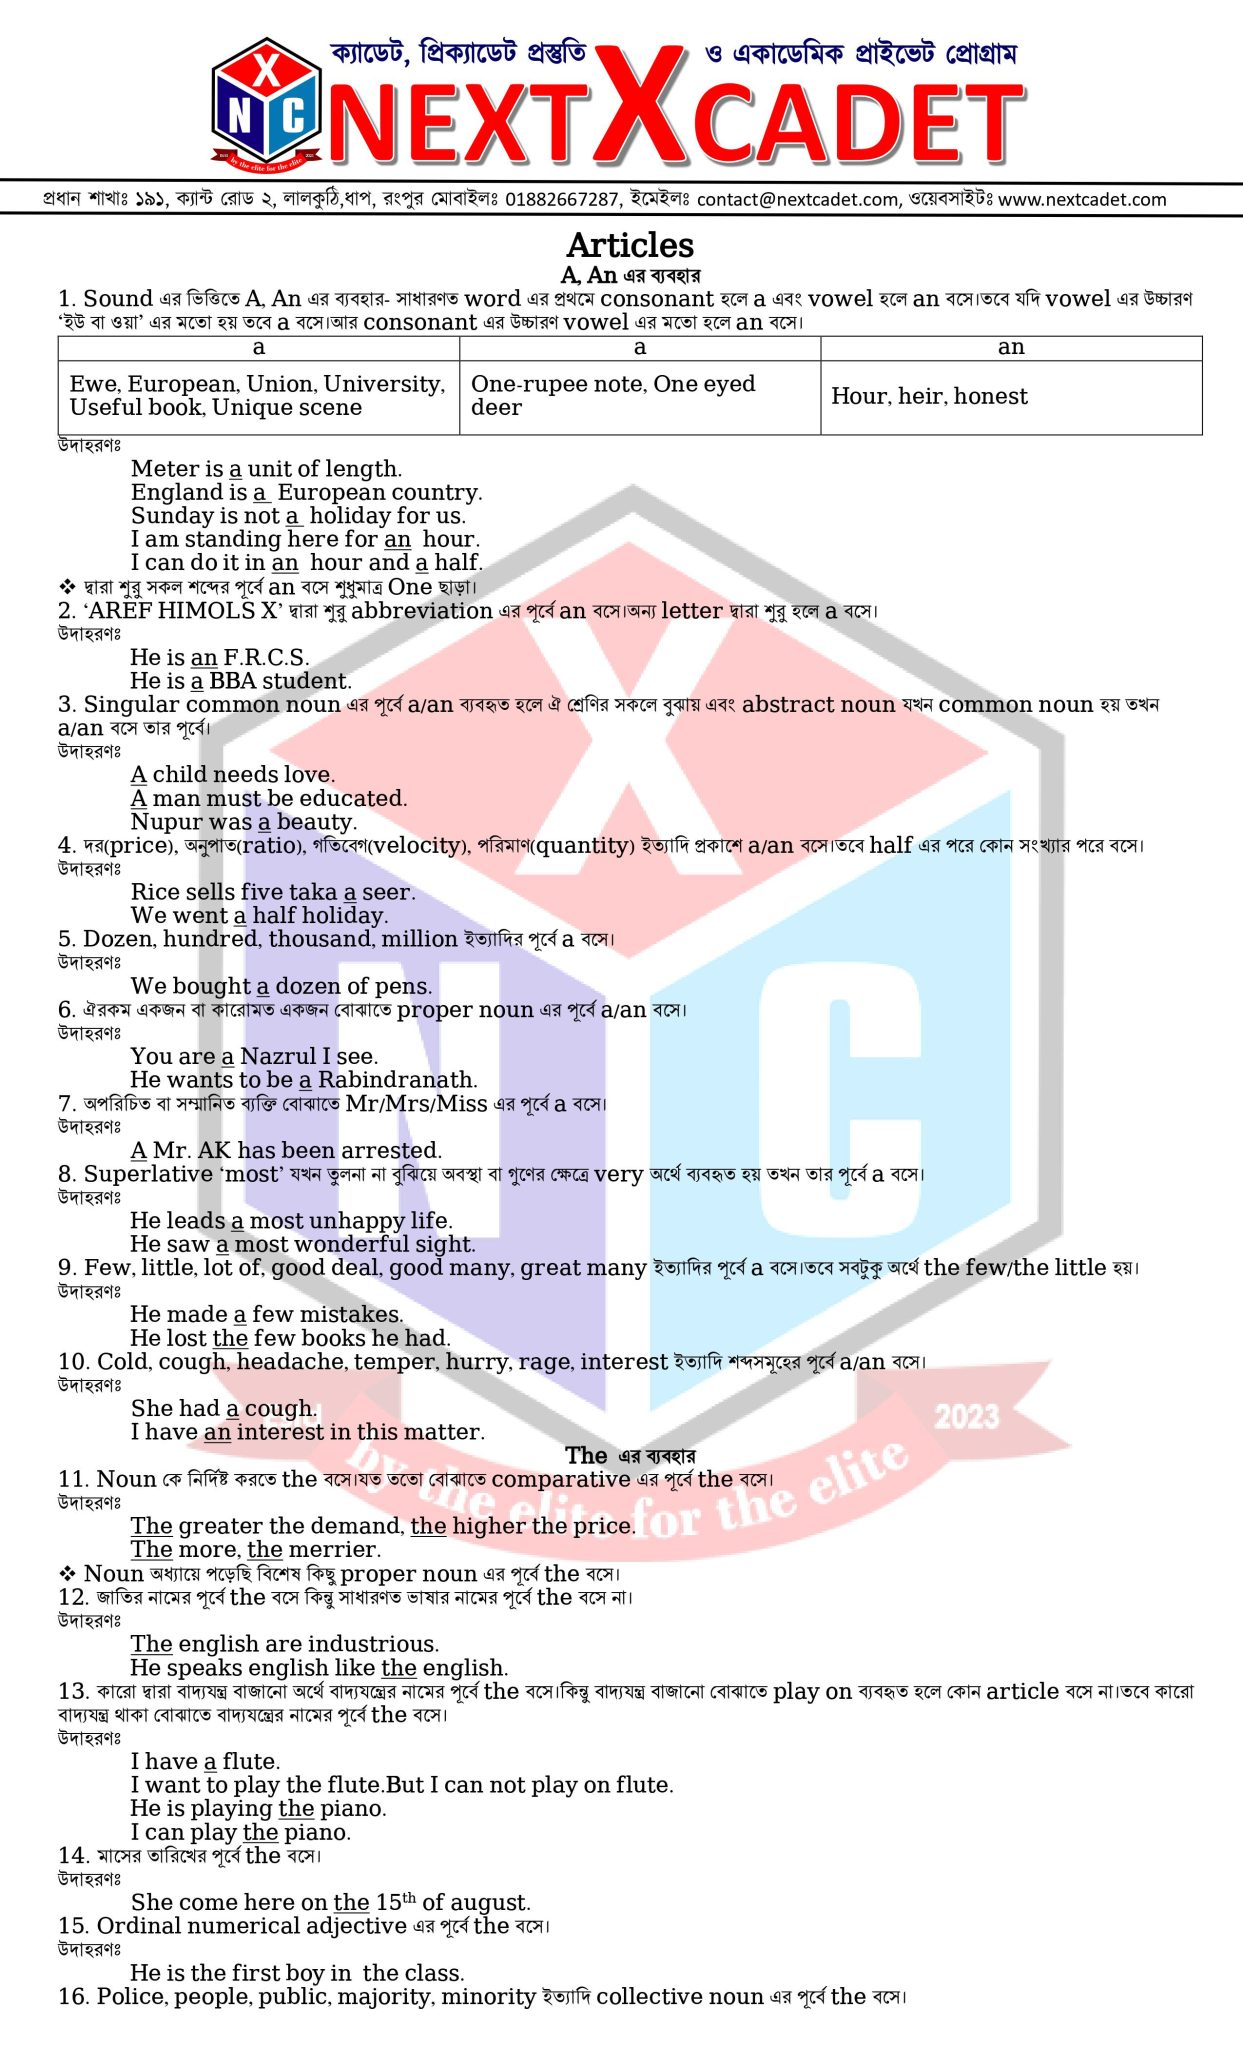 ক্যাডেট, প্রিক্যাডেট প্রস্তুতি ও একাডেমিক প্রাইভেট প্রোগ্রাম
X
N C
by the elite for the elite
NEXTXCADET
প্রধান শাখাঃ ১৯১, ক্যান্ট রোড ২, লালকুঠি,ধাপ, রংপুর মোবাইলঃ 01882667287, ইমেইলঃ contact@nextcadet.com, ওয়েবসাইটঃ www.nextcadet.com
Articles
A, An এর ব্যবহার
1. Sound এর ভিত্তিতে A, An এর ব্যবহার- সাধারণত word এর প্রথমে consonant হলে a এবং vowel হলে an বসে।তবে যদি vowel এর উচ্চারণ
‘ইউ বা ওয়া’ এর মতো হয় তবে a বসে।আর consonant এর উচ্চারণ vowel এর মতো হলে an বসে।
a a an
Ewe, European, Union, University, Useful book, Unique scene
One-rupee note, One eyed deer
Hour, heir, honest
উদাহরণঃ
Meter is a unit of length.
England is a European country.
Sunday is not a holiday for us.
I am standing here for an hour.
I can do it in an hour and a half.
❖ দ্বারা শুরু সকল শব্দের পূর্বে an বসে শুধুমাত্র One ছাড়া।
2. ‘AREF HIMOLS X’ দ্বারা শুরু abbreviation এর পূর্বে an বসে।অন্য letter দ্বারা শুরু হলে a বসে।
উদাহরণঃ
He is an F.R.C.S.
He is a BBA student.
3. Singular common noun এর পূর্বে a/an ব্যবহৃত হলে ঐ শ্রেণির সকলে বুঝায় এবং abstract noun যখন common noun হয় তখন
a/an বসে তার পূর্বে।
উদাহরণঃ
A child needs love.
A man must be educated.
Nupur was a beauty.
4. দর(price), অনুপাত(ratio), গতিবেগ(velocity), পরিমাণ(quantity) ইত্যাদি প্রকাশে a/an বসে।তবে half এর পরে কোন সংখ্যার পরে বসে।
উদাহরণঃ
Rice sells five taka a seer.
We went a half holiday.
5. Dozen, hundred, thousand, million ইত্যাদির পূর্বে a বসে।
উদাহরণঃ
We bought a dozen of pens.
6. ঐরকম একজন বা কারোমত একজন বোঝাতে proper noun এর পূর্বে a/an বসে।
উদাহরণঃ
You are a Nazrul I see.
He wants to be a Rabindranath.
7. অপরিচিত বা সম্মানিত ব্যক্তি বোঝাতে Mr/Mrs/Miss এর পূর্বে a বসে।
উদাহরণঃ
A Mr. AK has been arrested.
8. Superlative ‘most’ যখন তুলনা না বুঝিয়ে অবস্থা বা গুণের ক্ষেত্রে very অর্থে ব্যবহৃত হয় তখন তার পূর্বে a বসে।
উদাহরণঃ
He leads a most unhappy life.
He saw a most wonderful sight.
9. Few, little, lot of, good deal, good many, great many ইত্যাদির পূর্বে a বসে।তবে সবটুকু অর্থে the few/the little হয়।
উদাহরণঃ
He made a few mistakes.
He lost the few books he had.
10. Cold, cough, headache, temper, hurry, rage, interest ইত্যাদি শব্দসমূহের পূর্বে a/an বসে।
উদাহরণঃ
She had a cough.
I have an interest in this matter.
2023
by the elite for the elite
The এর ব্যবহার
11. Noun কে নির্দিষ্ট করতে the বসে।যত ততো বোঝাতে comparative এর পূর্বে the বসে।
উদাহরণঃ
The greater the demand, the higher the price.
The more, the merrier.
❖ Noun অধ্যায়ে পড়েছি বিশেষ কিছু proper noun এর পূর্বে the বসে।
12. জাতির নামের পূর্বে the বসে কিন্তু সাধারণত ভাষার নামের পূর্বে the বসে না।
উদাহরণঃ
The english are industrious.
He speaks english like the english.
13. কারো দ্বারা বাদ্যযন্ত্র বাজানো অর্থে বাদ্যযন্ত্রের নামের পূর্বে the বসে।কিন্তু বাদ্যযন্ত্র বাজানো বোঝাতে play on ব্যবহৃত হলে কোন article বসে না।তবে কারো
বাদ্যযন্ত্র থাকা বোঝাতে বাদ্যযন্ত্রের নামের পূর্বে the বসে।
উদাহরণঃ
I have a flute.
I want to play the flute.But I can not play on flute.
He is playing the piano.
I can play the piano.
14. মাসের তারিখের পূর্বে the বসে।
উদাহরণঃ
She come here on the 15th of august.
15. Ordinal numerical adjective এর পূর্বে the বসে।
উদাহরণঃ
He is the first boy in the class.
16. Police, people, public, majority, minority ইত্যাদি collective noun এর পূর্বে the বসে।